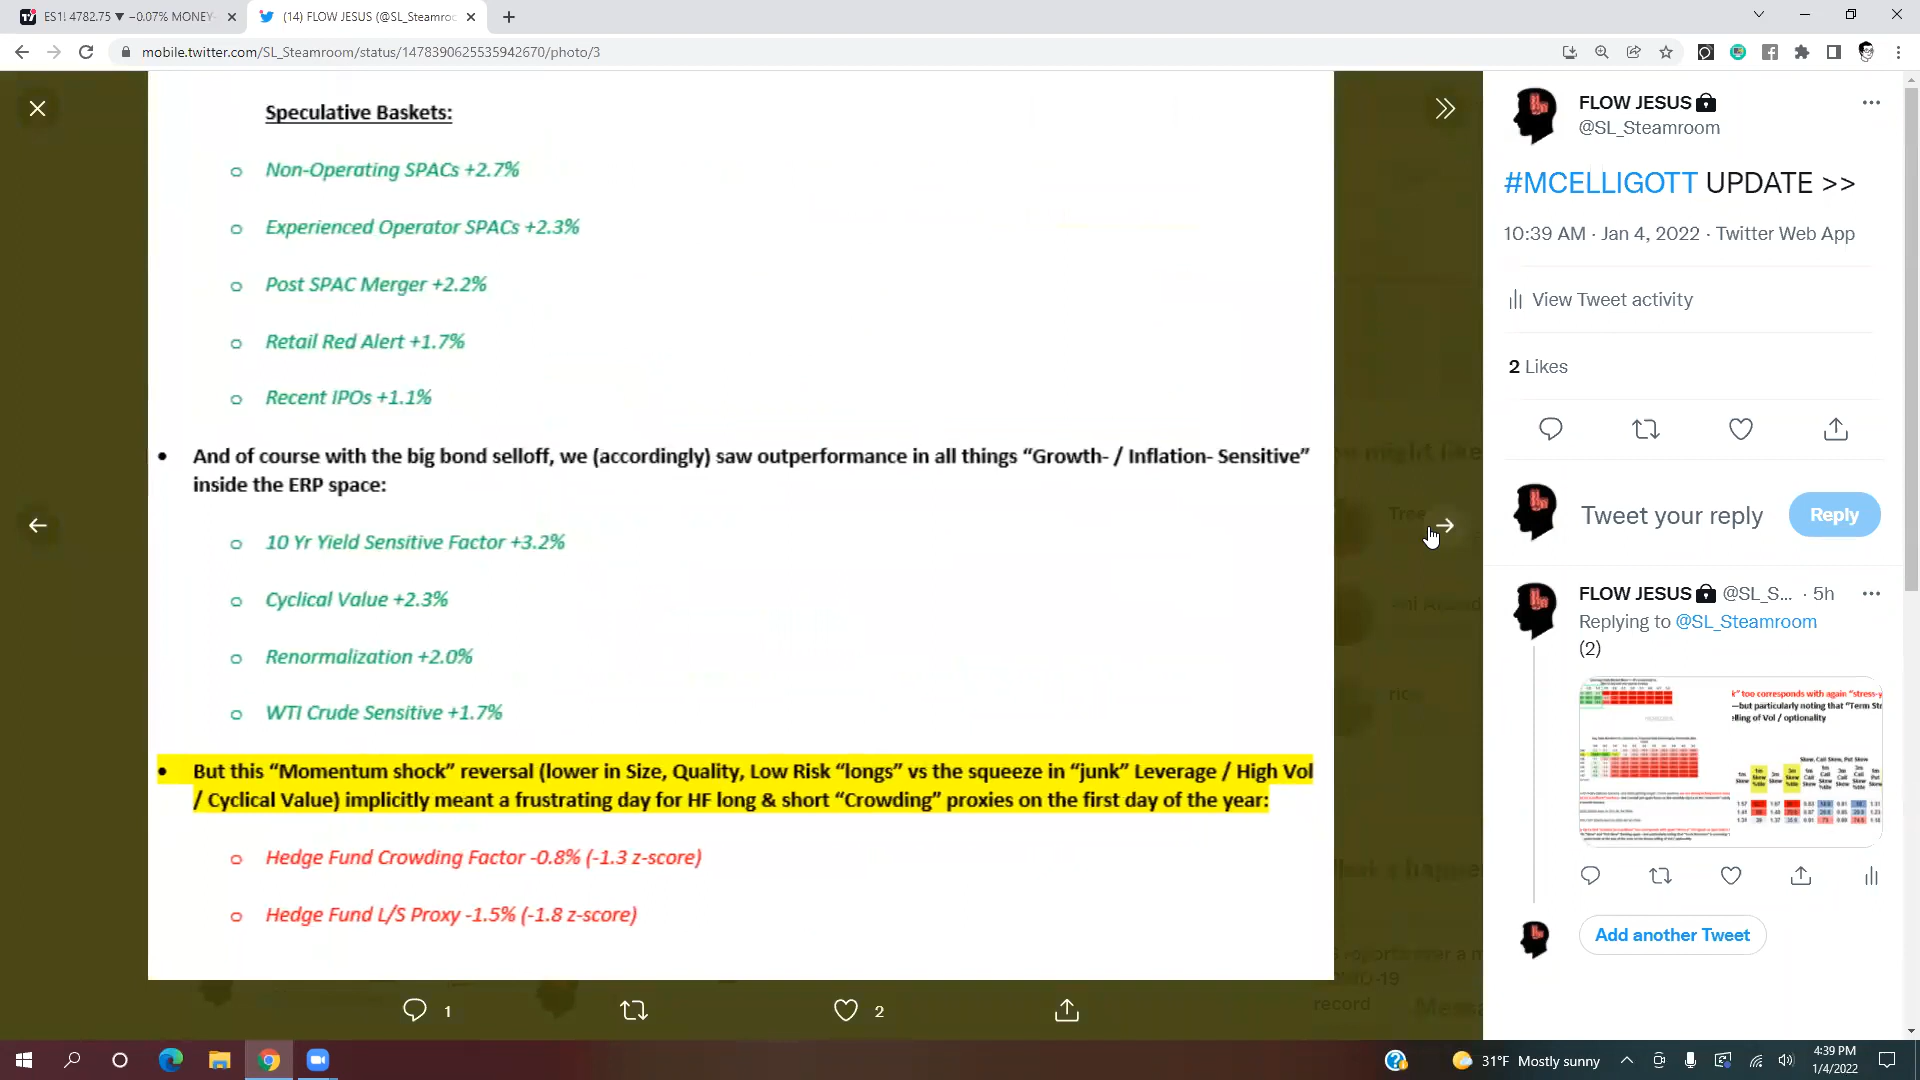 ES1! 4782.75 ▼ −0.07% MONEY
(14) FLOW JESUS (@SL_Steamroo
mobile.twitter.com/SL_Steamroom/status/1478390625535942670/photo/3
Speculative Baskets:
o Non-Operating SPACs +2.7%
o Experienced Operator SPACs +2.3%
o Post SPAC Merger +2.2%
o Retail Red Alert +1.7%
o Recent IPOs +1.1%
• And of course with the big bond selloff, we (accordingly) saw outperformance in all things “Growth- / Inflation- Sensitive”
inside the ERP space:
o 10 Yr Yield Sensitive Factor +3.2%
o Cyclical Value +2.3%
o Renormalization +2.0%
o WTI Crude Sensitive +1.7%
• But this “Momentum shock” reversal (lower in Size, Quality, Low Risk “longs” vs the squeeze in “junk” Leverage / High Vol
/ Cyclical Value) implicitly meant a frustrating day for HF long & short “Crowding” proxies on the first day of the year:
o Hedge Fund Crowding Factor -0.8% (-1.3 z-score)
o Hedge Fund L/S Proxy -1.5% (-1.8 z-score)
1
2
FLOW JESUS
@SL_Steamroom
#MCELLIGOTT UPDATE >>
10:39 AM · Jan 4, 2022 · Twitter Web App
View Tweet activity
2 Likes
Tweet your reply
Reply
FLOW JESUS @SL_S... · 5h
Replying to @SL_Steamroom
(2)
Add another Tweet
31°F Mostly sunny
4:39 PM
1/4/2022